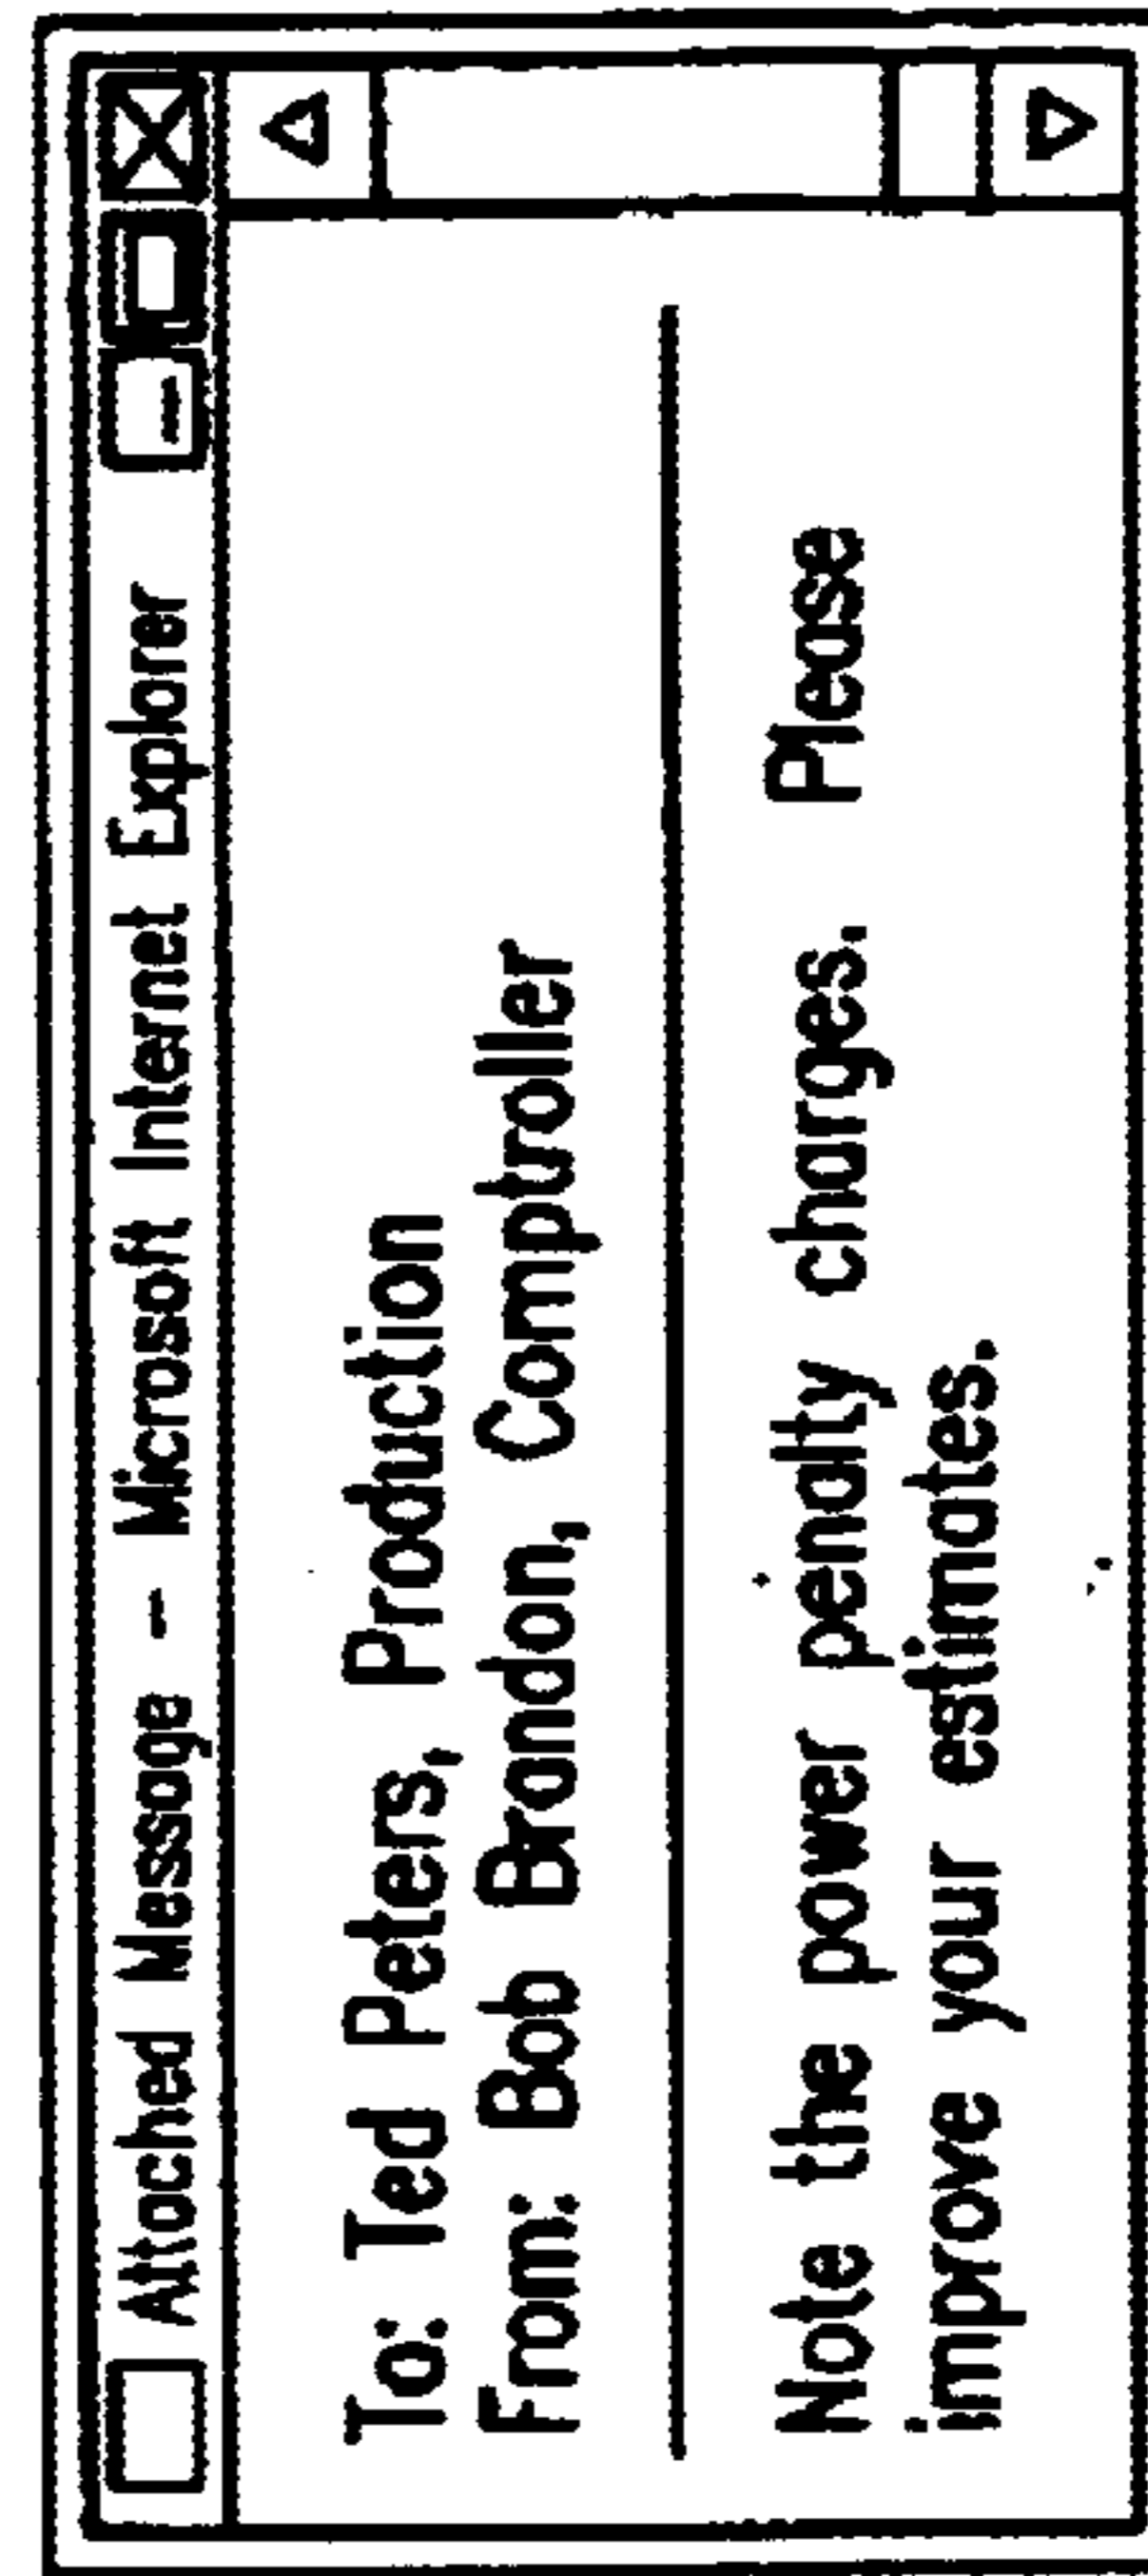 Attached Message - Microsoft Internet Explorer
To: Ted Peters, Production
From: Bob Brandon, Comptroller
Note the power penalty charges. Please
improve your estimates.